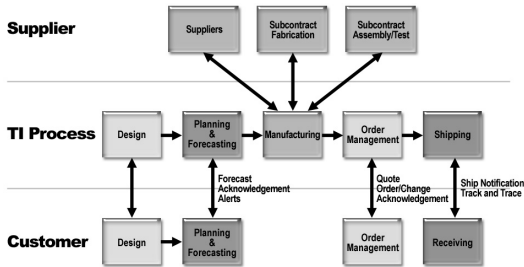 Supplier
Suppliers
Subcontract
Fabrication
Subcontract
Assembly/Test
TI Process
Design
Planning
&
Forecasting
Manufacturing
Order
Management
Shipping
Forecast
Acknowledgement
Alerts
Quote
Order/Change
Acknowledgement
Ship Notification
Track and Trace
Customer
Design
Planning
&
Forecasting
Order
Management
Receiving